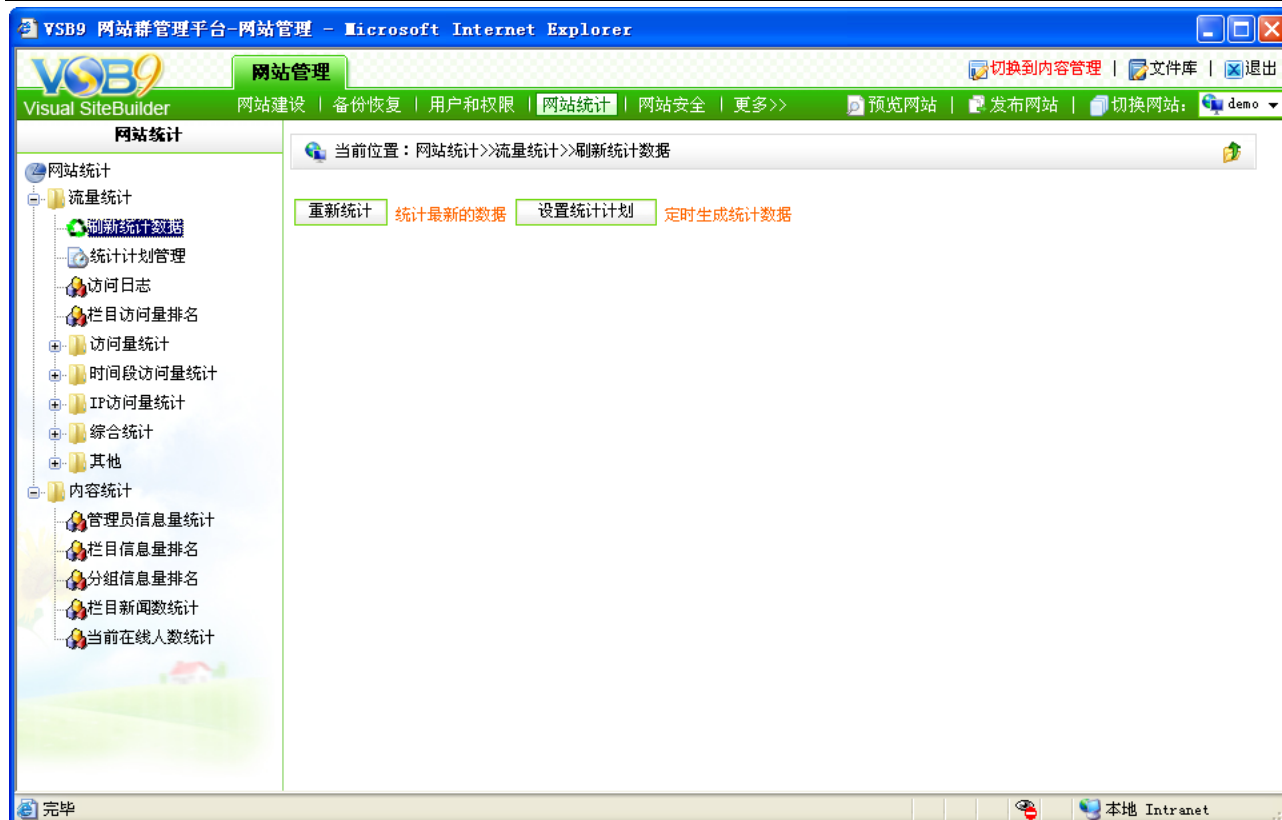 VSB9 网站群管理平台-网站管理 - Microsoft Internet Explorer
VSB9
Visual SiteBuilder
网站管理
切换到内容管理 | 文件库 | 退出
网站建设 | 备份恢复 | 用户和权限 | 网站统计 | 网站安全 | 更多>>
预览网站 | 发布网站 | 切换网站: demo
网站统计
当前位置：网站统计>>流量统计>>刷新统计数据
网站统计
流量统计
刷新统计数据
统计计划管理
访问日志
栏目访问量排名
访问量统计
时间段访问量统计
IP访问量统计
综合统计
其他
内容统计
管理员信息量统计
栏目信息量排名
分组信息量排名
栏目新闻数统计
当前在线人数统计
重新统计 统计最新的数据 设置统计计划 定时生成统计数据
完毕
本地 Intranet